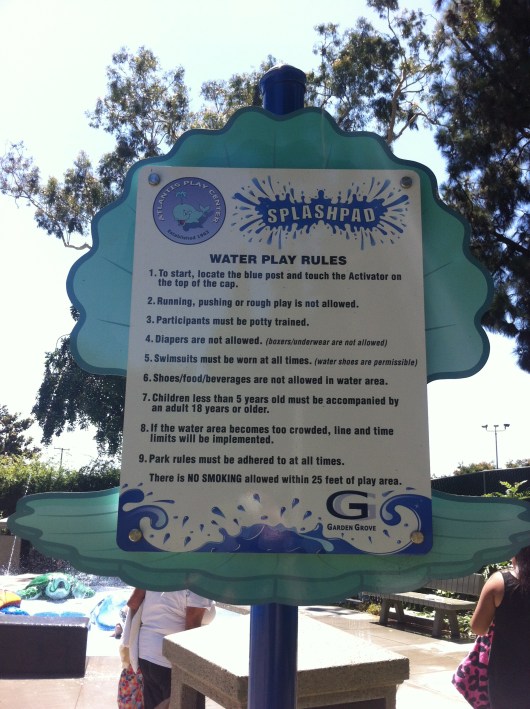 ATLANTIS PLAY CENTER
SPLASHPAD
WATER PLAY RULES
1. To start, locate the blue post and touch the Activator on
the top of the cap.
2. Running, pushing or rough play is not allowed.
3. Participants must be potty trained.
4. Diapers are not allowed. (boxers/underwear are not allowed)
5. Swimsuits must be worn at all times. (water shoes are permissible)
6. Shoes/food/beverages are not allowed in water area.
7. Children less than 5 years old must be accompanied by
an adult 18 years or older.
8. If the water area becomes too crowded, line and time
limits will be implemented.
9. Park rules must be adhered to at all times.
There is NO SMOKING allowed within 25 feet of play area.
GARDEN GROVE